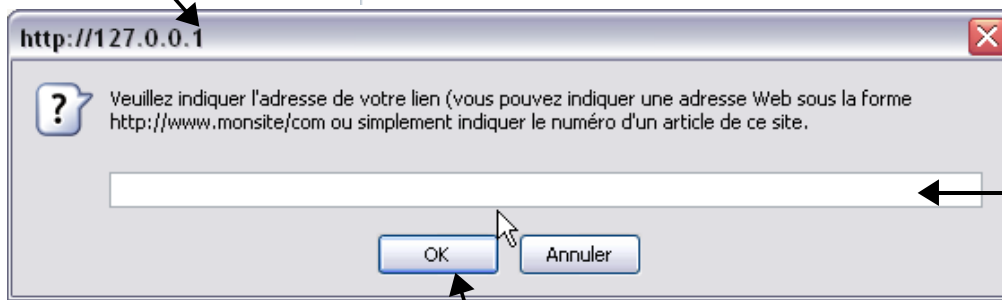 http://127.0.0.1
Veuillez indiquer l'adresse de votre lien (vous pouvez indiquer une adresse Web sous la forme
http://www.monsite/com ou simplement indiquer le numéro d'un article de ce site.
OK Annuler